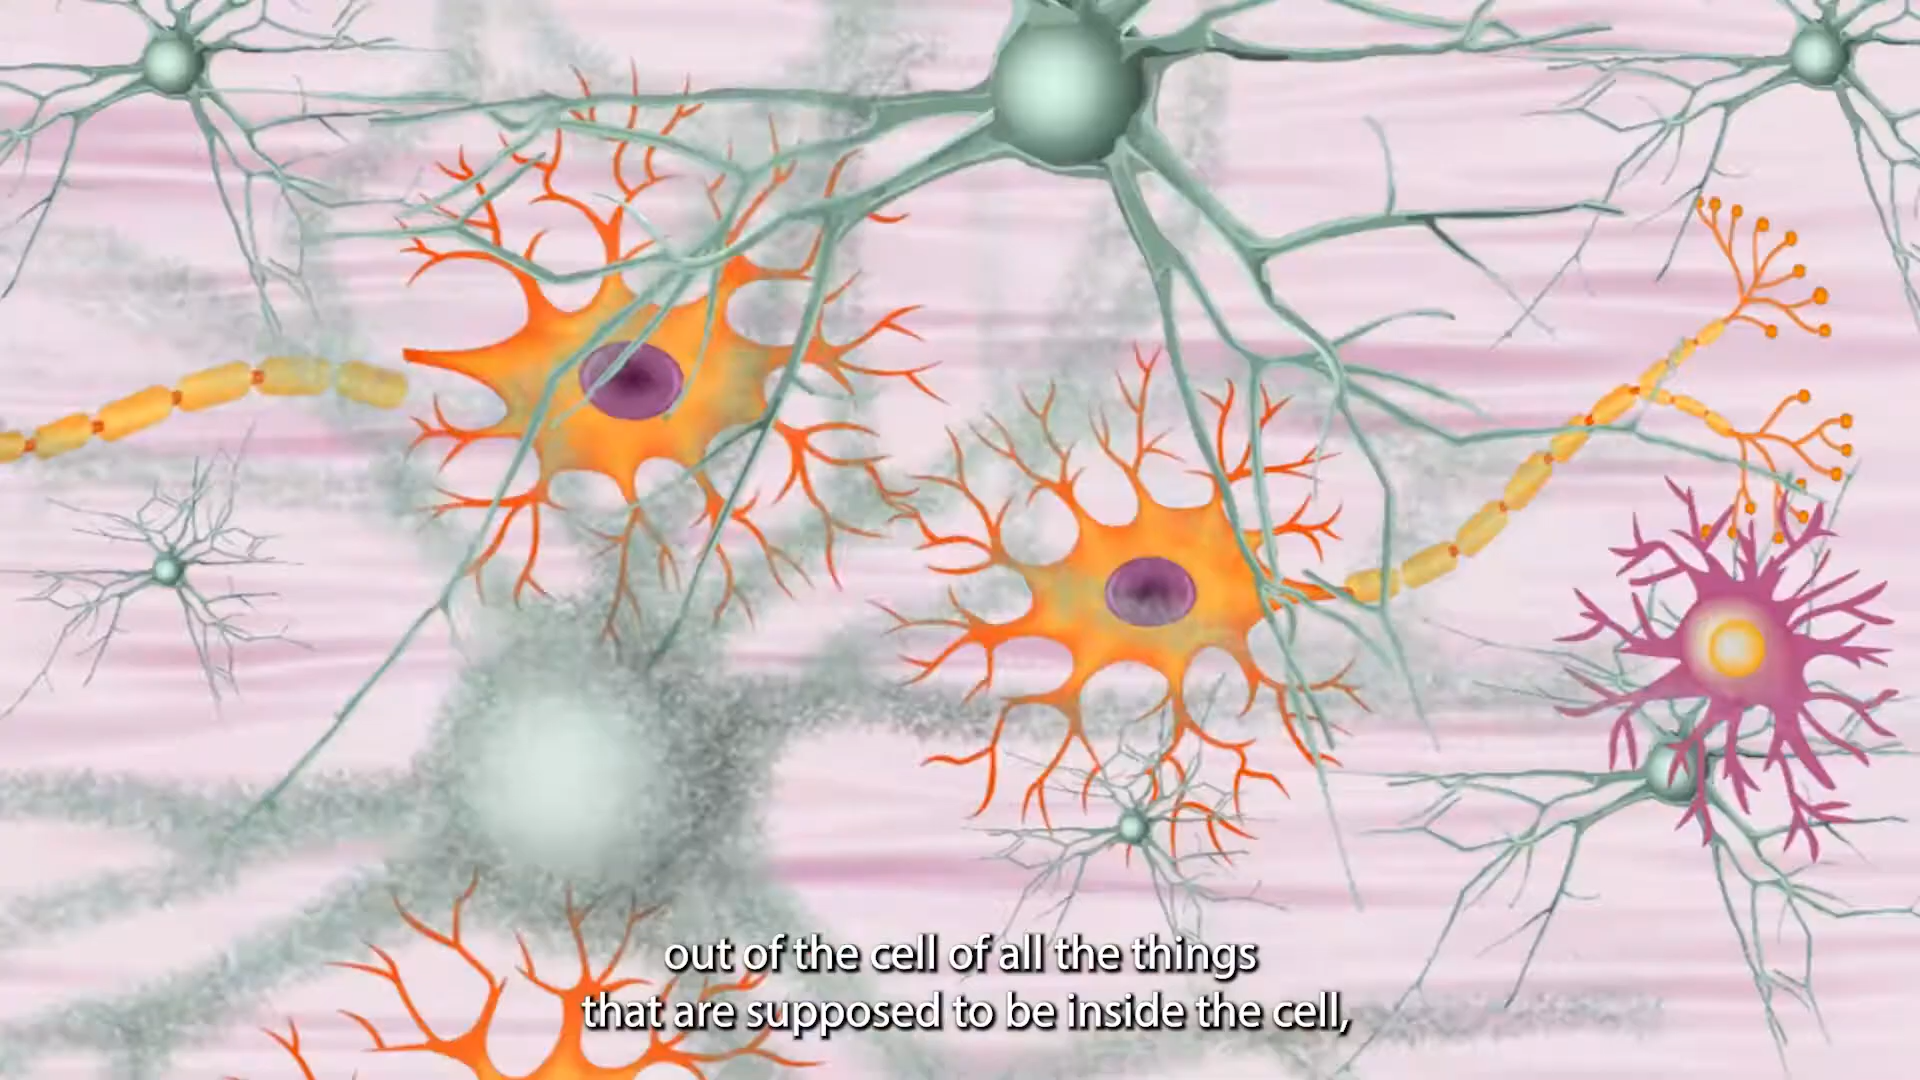 out of the cell of all the things
that are supposed to be inside the cell,